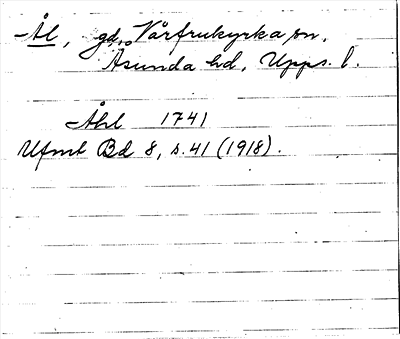 Ål, gd, Vårfrukyrka sn,
Åsunda hd, Upps. l.
Åhl 1741
Ufmt Bd 8, s. 41 (1918).